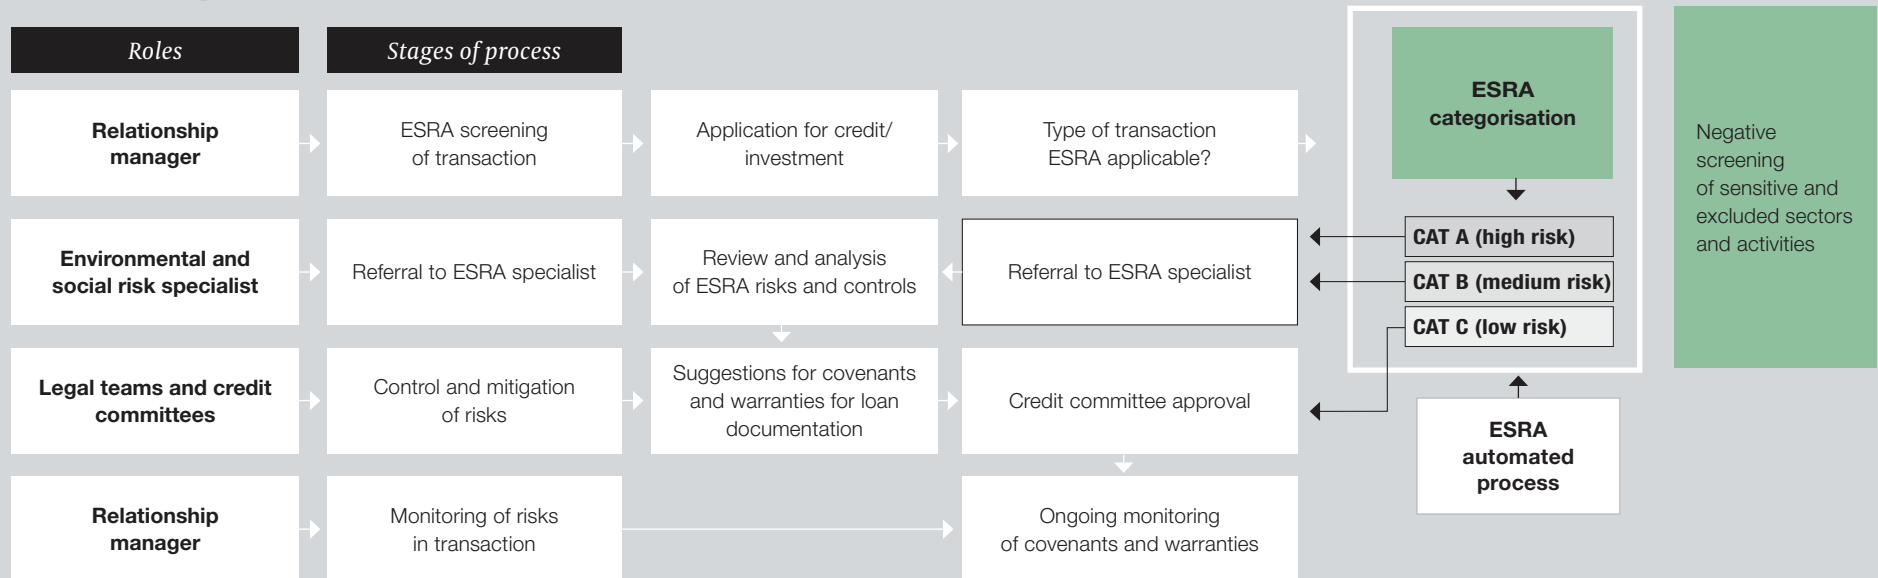 Roles
Stages of process
Relationship
manager
ESRA screening
of transaction
Application for credit/
investment
Type of transaction
ESRA applicable?
ESRA
categorisation
Negative
screening
of sensitive and
excluded sectors
and activities
Environmental and
social risk specialist
Referral to ESRA specialist
Review and analysis
of ESRA risks and controls
Referral to ESRA specialist
CAT A (high risk)
CAT B (medium risk)
CAT C (low risk)
Legal teams and credit
committees
Control and mitigation
of risks
Suggestions for covenants
and warranties for loan
documentation
Credit committee approval
ESRA
automated
process
Relationship
manager
Monitoring of risks
in transaction
Ongoing monitoring
of covenants and warranties